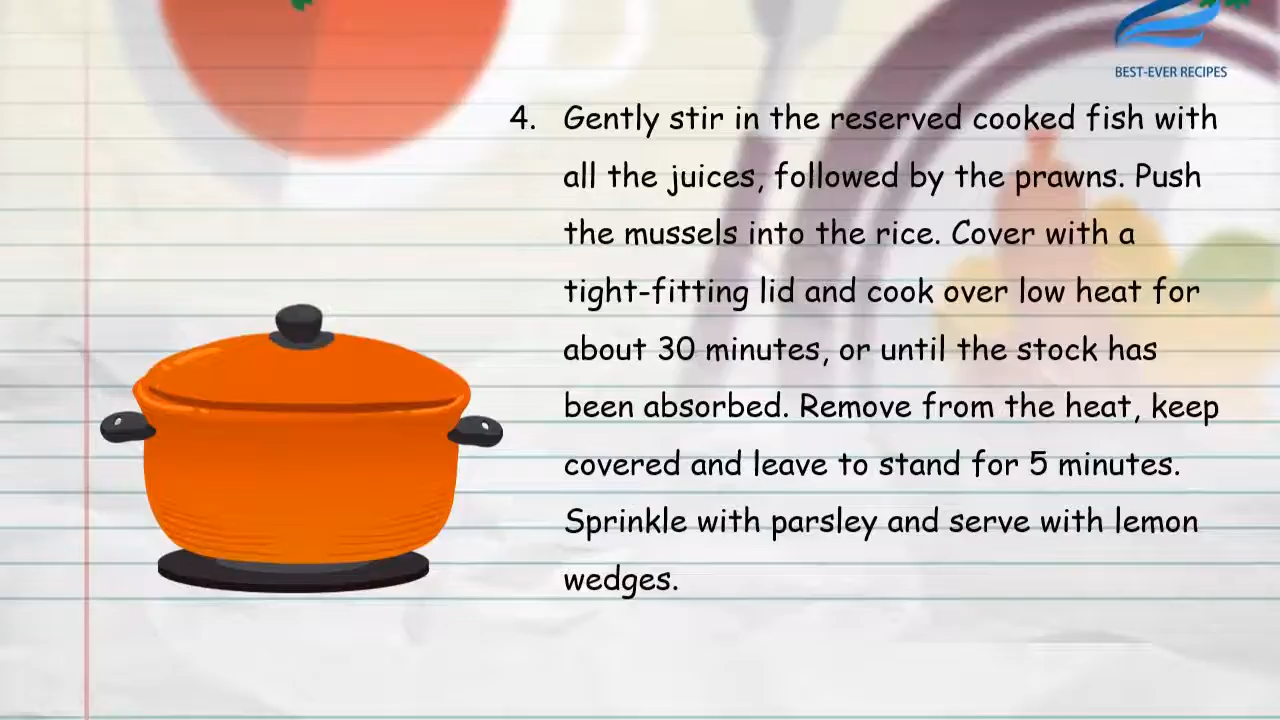 BEST-EVER RECIPES
4. Gently stir in the reserved cooked fish with
all the juices, followed by the prawns. Push
the mussels into the rice. Cover with a
tight-fitting lid and cook over low heat for
about 30 minutes, or until the stock has
been absorbed. Remove from the heat, keep
covered and leave to stand for 5 minutes.
Sprinkle with parsley and serve with lemon
wedges.